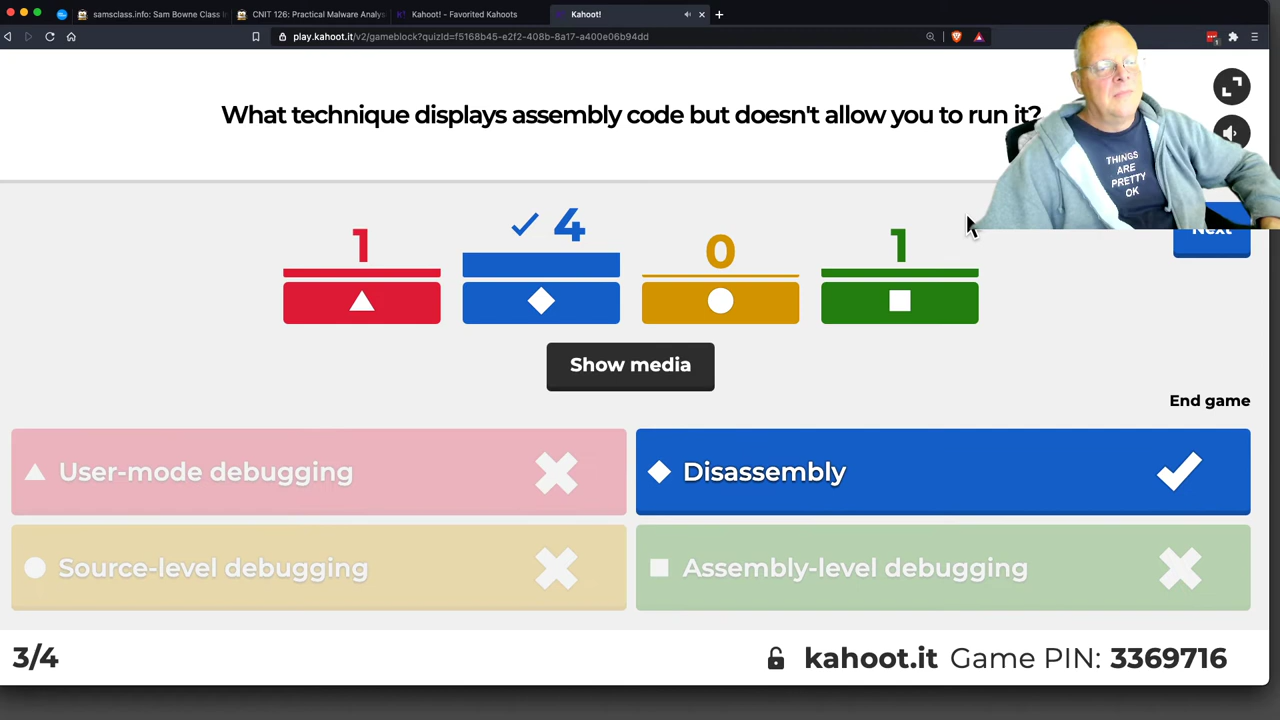 samsclass.info: Sam Bowne Class I
CNIT 126: Practical Malware Analys
Kahoot! - Favorited Kahoots
Kahoot!
play.kahoot.it/v2/gameblock?quizId=f5168b45-e2f2-408b-8a17-a400e06b94dd
What technique displays assembly code but doesn't allow you to run it?
THINGS
ARE
PRETTY
OK
1
4
0
1
Next
Show media
End game
User-mode debugging
Disassembly
Source-level debugging
Assembly-level debugging
3/4
kahoot.it Game PIN: 3369716